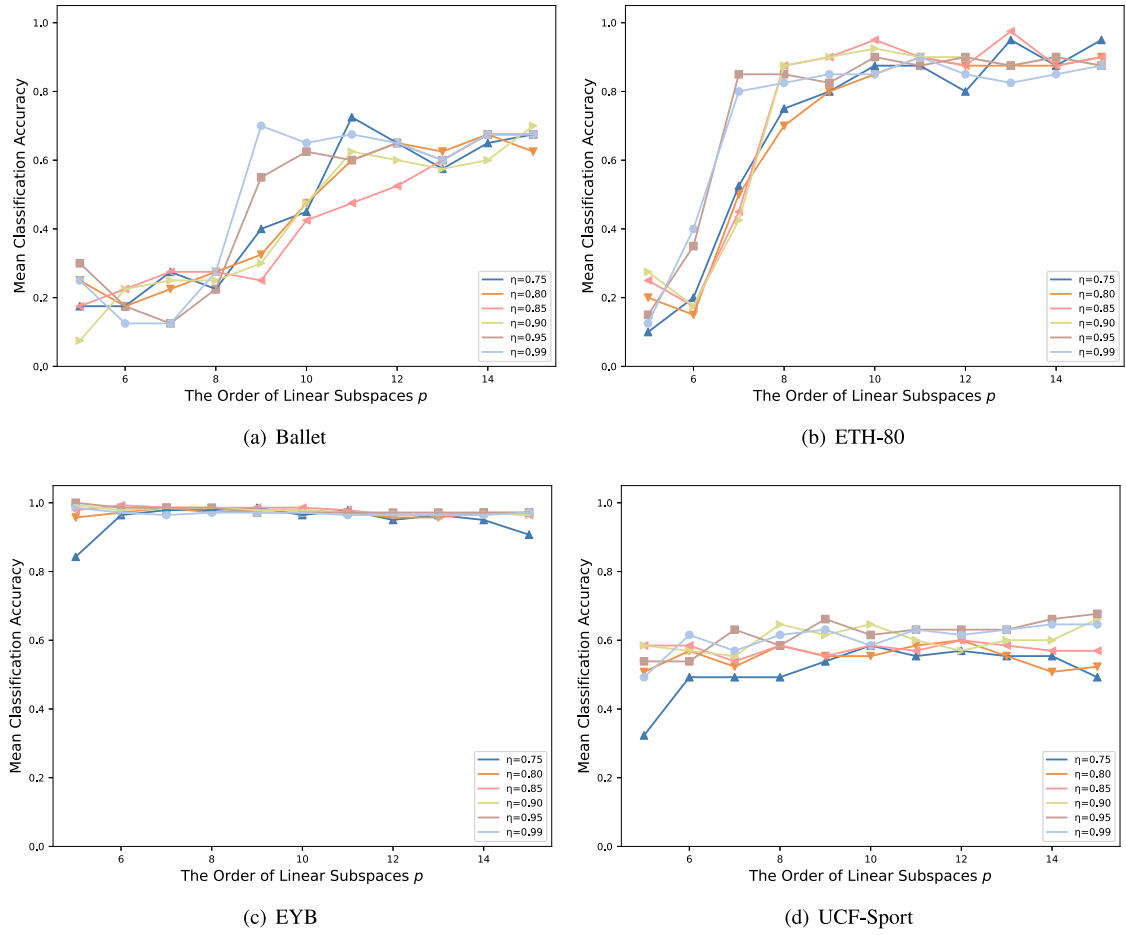 1.0
0.8
0.6
0.4
0.2
0.0
Mean Classification Accuracy
6 8 10 12 14
The Order of Linear Subspaces p
η=0.75
η=0.80
η=0.85
η=0.90
η=0.95
η=0.99
(a) Ballet
1.0
0.8
0.6
0.4
0.2
0.0
Mean Classification Accuracy
6 8 10 12 14
The Order of Linear Subspaces p
η=0.75
η=0.80
η=0.85
η=0.90
η=0.95
η=0.99
(b) ETH-80
1.0
0.8
0.6
0.4
0.2
0.0
Mean Classification Accuracy
6 8 10 12 14
The Order of Linear Subspaces p
η=0.75
η=0.80
η=0.85
η=0.90
η=0.95
η=0.99
(c) EYB
1.0
0.8
0.6
0.4
0.2
0.0
Mean Classification Accuracy
6 8 10 12 14
The Order of Linear Subspaces p
η=0.75
η=0.80
η=0.85
η=0.90
η=0.95
η=0.99
(d) UCF-Sport